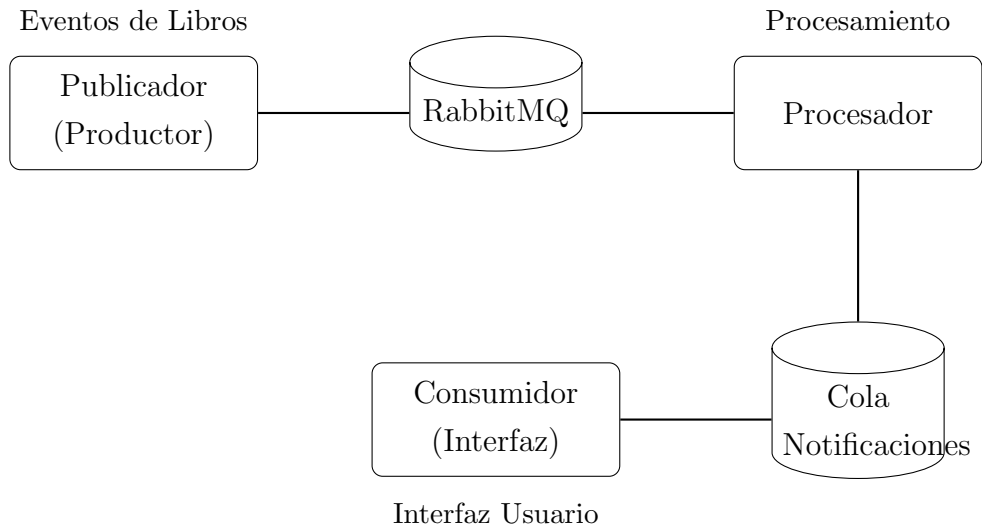 Eventos de Libros
Procesamiento
Publicador
(Productor)
RabbitMQ
Procesador
Consumidor
(Interfaz)
Cola
Notificaciones
Interfaz Usuario